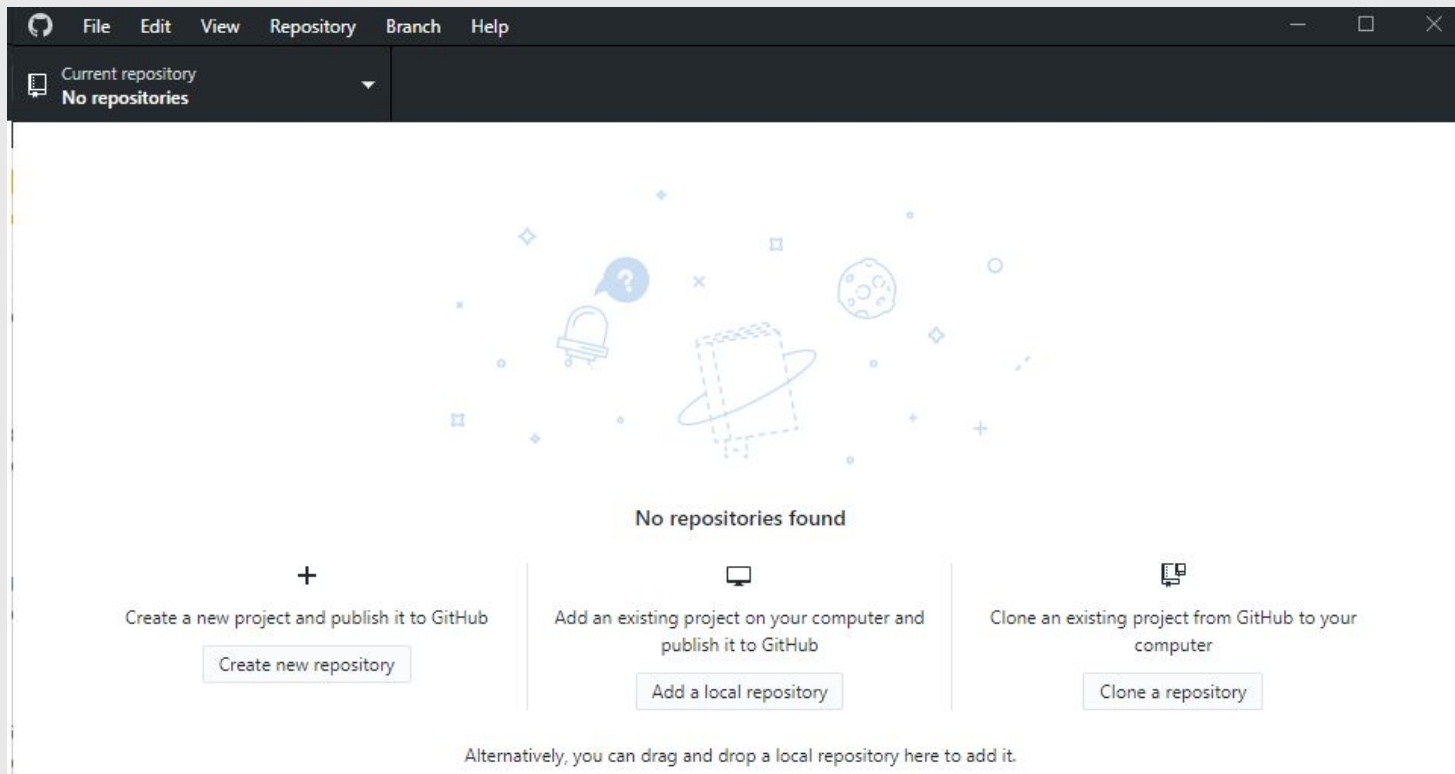 File Edit View Repository Branch Help
Current repository
No repositories
?
No repositories found
Create a new project and publish it to GitHub
Create new repository
Add an existing project on your computer and
publish it to GitHub
Add a local repository
Clone an existing project from GitHub to your
computer
Clone a repository
Alternatively, you can drag and drop a local repository here to add it.